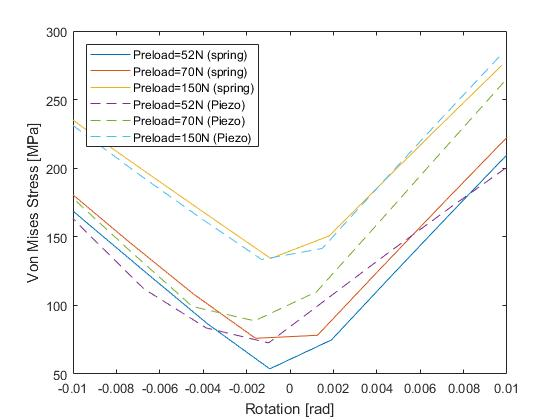 300
250
200
150
100
50
Von Mises Stress [MPa]
Preload=52N (spring)
Preload=70N (spring)
Preload=150N (spring)
Preload=52N (Piezo)
Preload=70N (Piezo)
Preload=150N (Piezo)
-0.01 -0.008 -0.006 -0.004 -0.002 0 0.002 0.004 0.006 0.008 0.01
Rotation [rad]